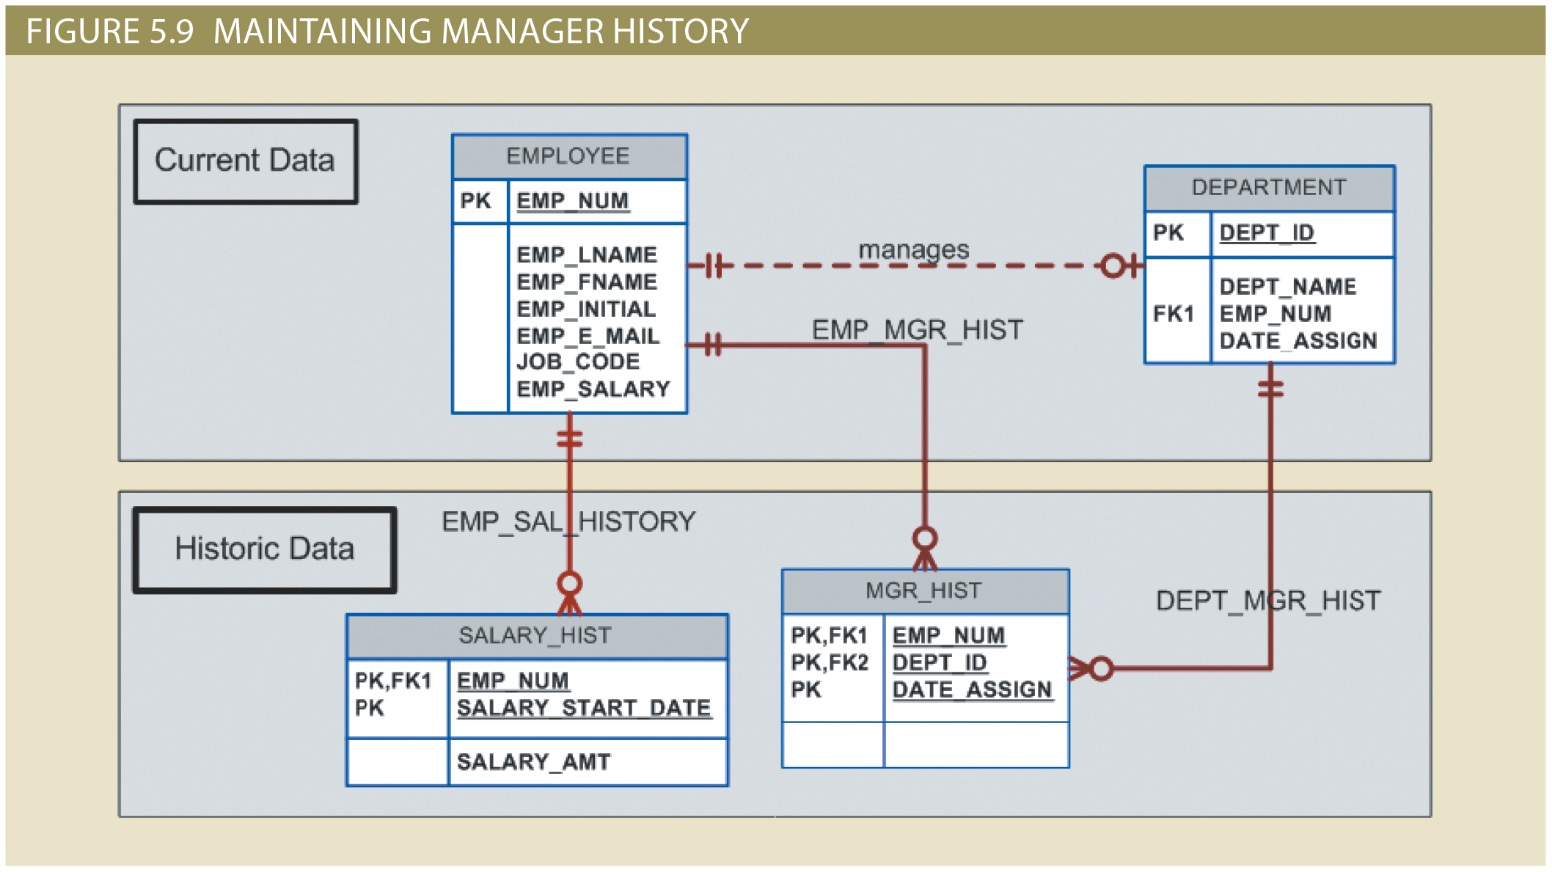 FIGURE 5.9 MAINTAINING MANAGER HISTORY
Current Data
EMPLOYEE
PK EMP_NUM
EMP_LNAME
EMP_FNAME
EMP_INITIAL
EMP_E_MAIL
JOB_CODE
EMP_SALARY
manages
DEPARTMENT
PK DEPT_ID
DEPT_NAME
FK1 EMP_NUM
DATE_ASSIGN
EMP_MGR_HIST
Historic Data
EMP_SAL_HISTORY
DEPT_MGR_HIST
SALARY_HIST
PK,FK1 EMP_NUM
PK SALARY_START_DATE
SALARY_AMT
MGR_HIST
PK,FK1 EMP_NUM
PK,FK2 DEPT_ID
PK DATE_ASSIGN